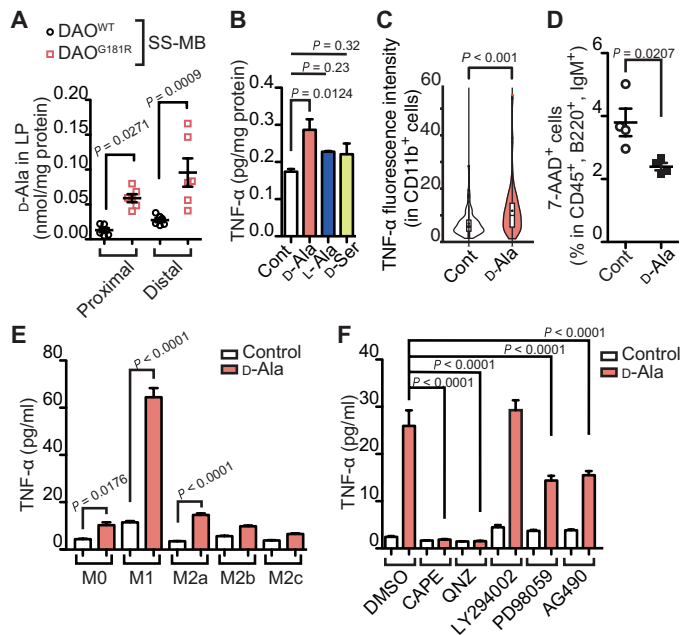 A
DAO^WT
DAO^G181R
SS-MB
D-Ala in LP
(nmol/mg protein)
0.20
0.15
0.10
0.05
0.00
P = 0.0271
P = 0.0009
Proximal
Distal
B
TNF-α (pg/mg protein)
0.6
0.4
0.2
0.0
P = 0.32
P = 0.23
P = 0.0124
Cont
D-Ala
L-Ala
D-Ser
C
TNF-α fluorescence intensity
(in CD11b⁺ cells)
60
40
20
0
P < 0.001
Cont
D-Ala
D
7-AAD⁺ cells
(% in CD45⁺, B220⁺, IgM⁺)
6
4
2
0
P = 0.0207
Cont
D-Ala
E
TNF-α (pg/ml)
80
60
40
20
0
Control
D-Ala
P = 0.0176
P < 0.0001
P < 0.0001
M0
M1
M2a
M2b
M2c
F
TNF-α (pg/ml)
40
30
20
10
0
Control
D-Ala
P < 0.0001
P < 0.0001
P < 0.0001
P < 0.0001
DMSO
CAPE
QNZ
LY294002
PD98059
AG490